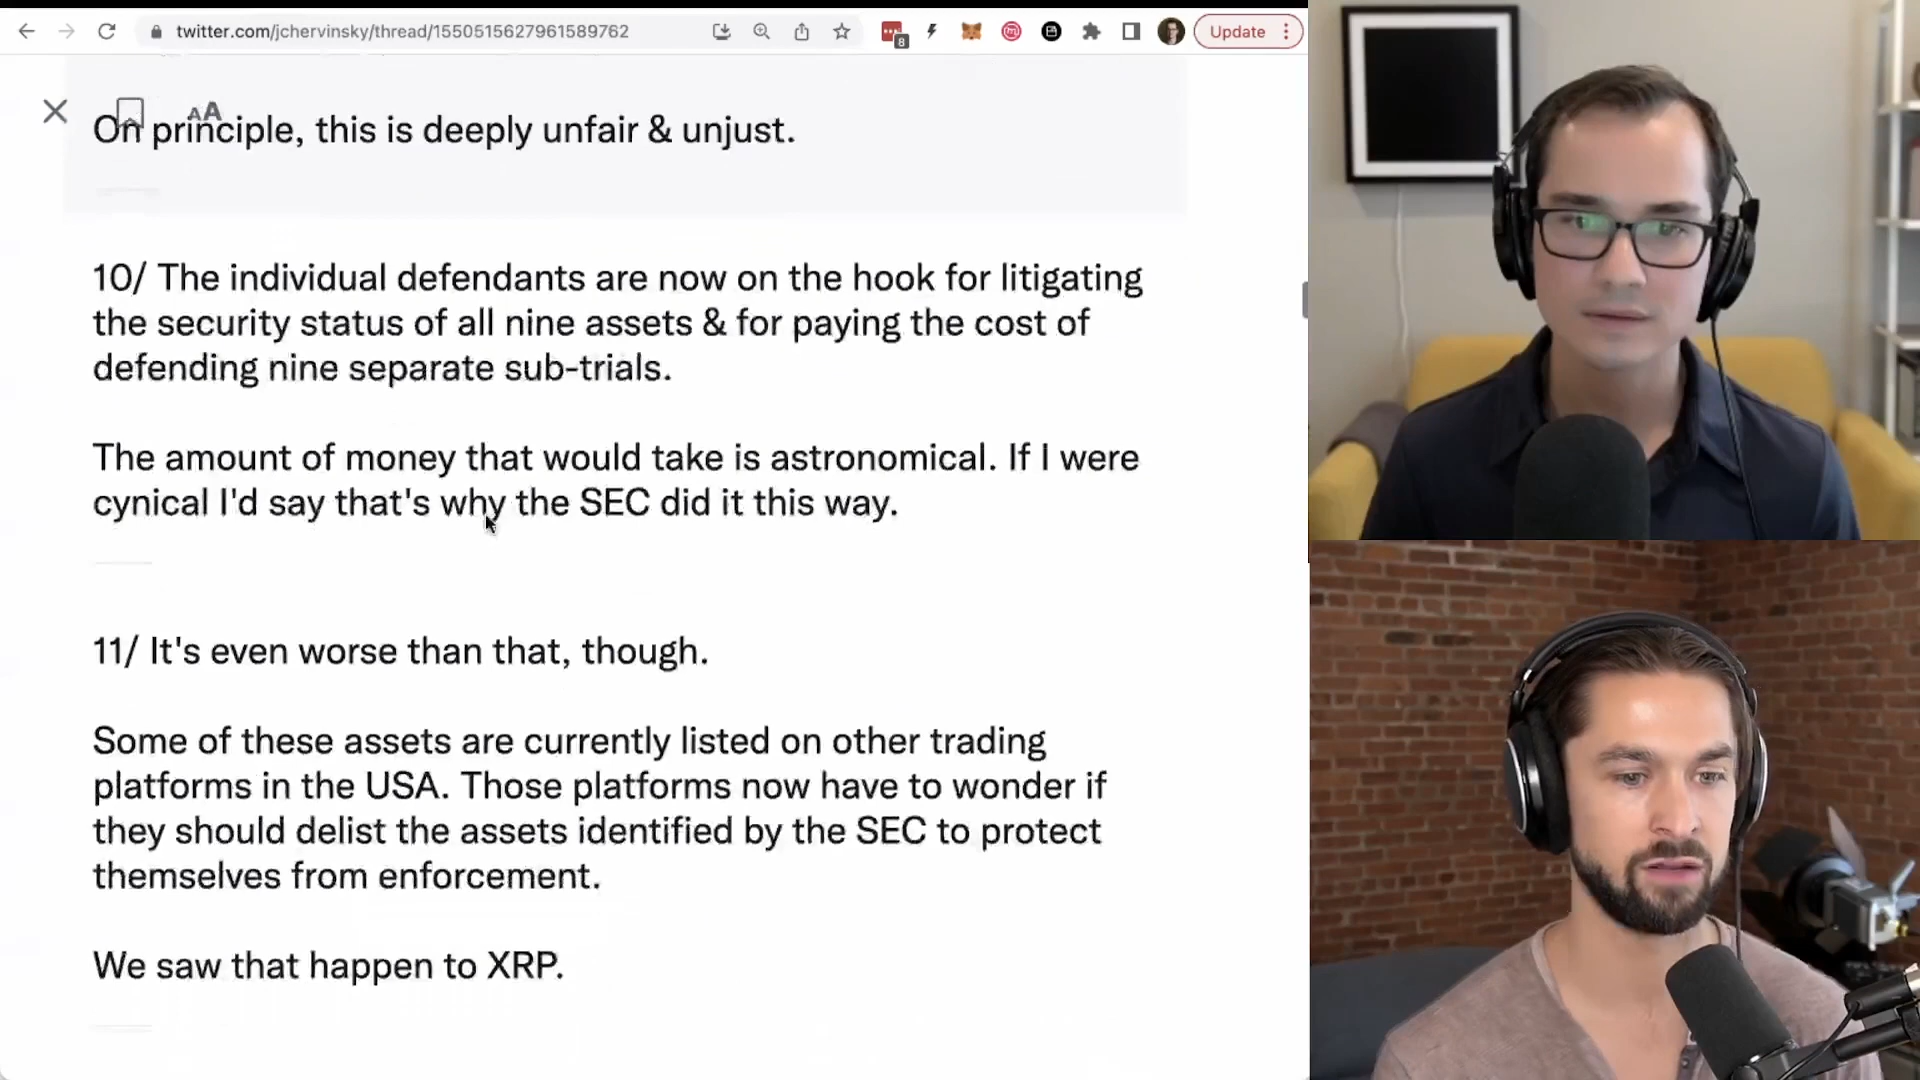 twitter.com/jchervinsky/thread/1550515627961589762
8
Update
AA
On principle, this is deeply unfair & unjust.
10/ The individual defendants are now on the hook for litigating
the security status of all nine assets & for paying the cost of
defending nine separate sub-trials.
The amount of money that would take is astronomical. If I were
cynical I'd say that's why the SEC did it this way.
11/ It's even worse than that, though.
Some of these assets are currently listed on other trading
platforms in the USA. Those platforms now have to wonder if
they should delist the assets identified by the SEC to protect
themselves from enforcement.
We saw that happen to XRP.